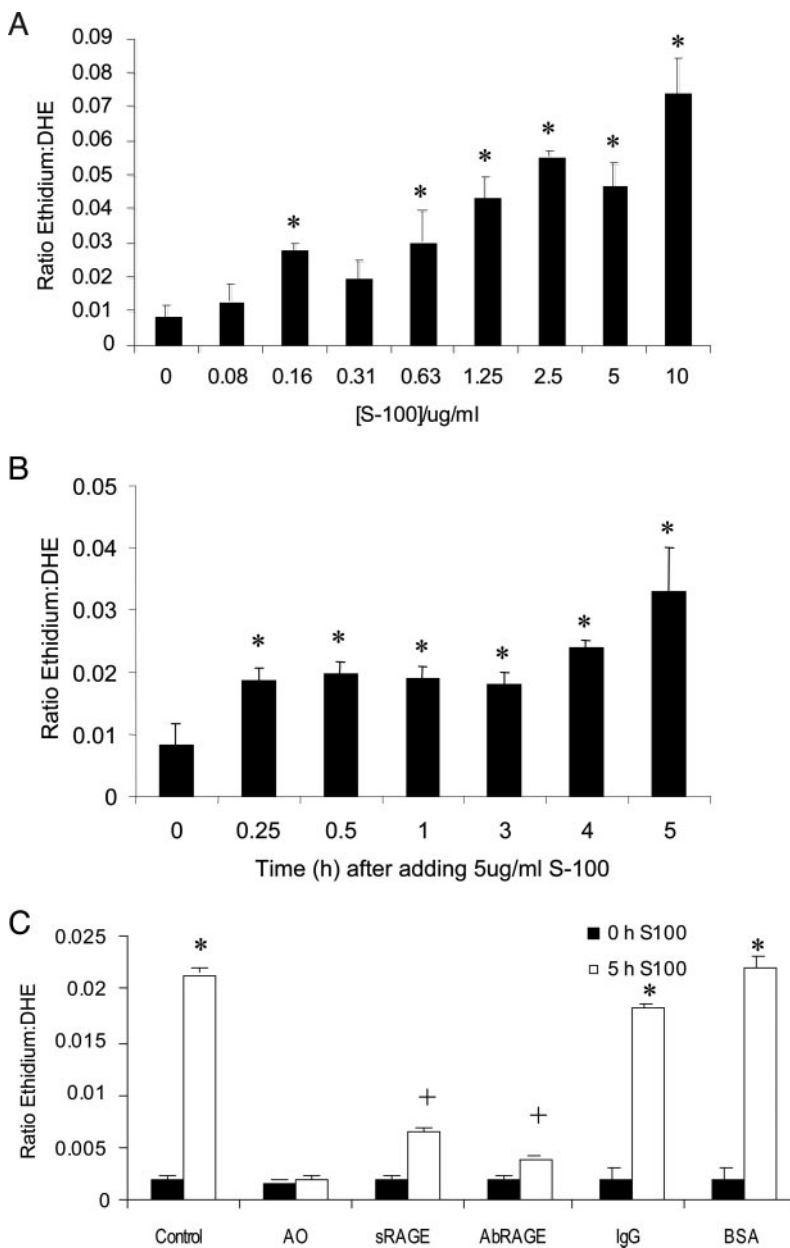 A
Ratio Ethidium:DHE
0.09
0.08
0.07
0.06
0.05
0.04
0.03
0.02
0.01
0
* * * * * * *
0 0.08 0.16 0.31 0.63 1.25 2.5 5 10
[S-100]/ug/ml
B
Ratio Ethidium:DHE
0.05
0.04
0.03
0.02
0.01
0
* * * * * *
0 0.25 0.5 1 3 4 5
Time (h) after adding 5ug/ml S-100
C
Ratio Ethidium:DHE
0.025
0.02
0.015
0.01
0.005
0
0 h S100
5 h S100
* + + * *
Control AO sRAGE AbRAGE IgG BSA